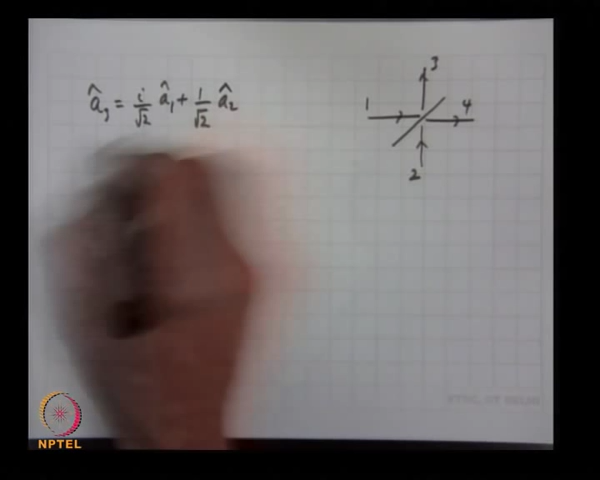 â₃ = i/√2 â₁ + 1/√2 â₂
3
1
4
2
NPTEL